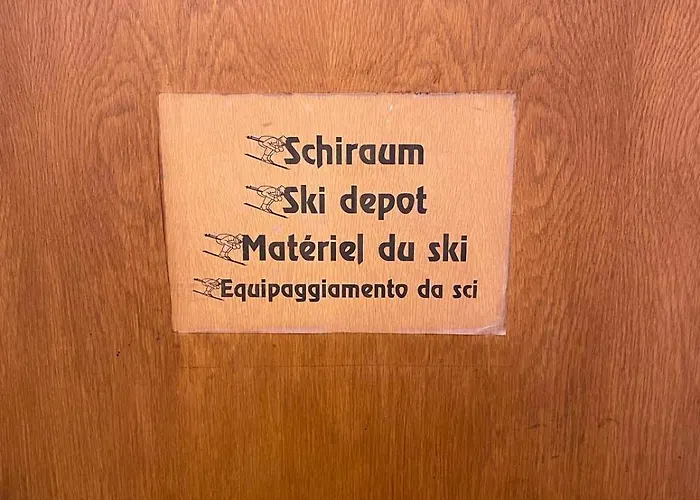 Schiraum
Ski depot
Matériel du ski
Equipaggiamento da sci